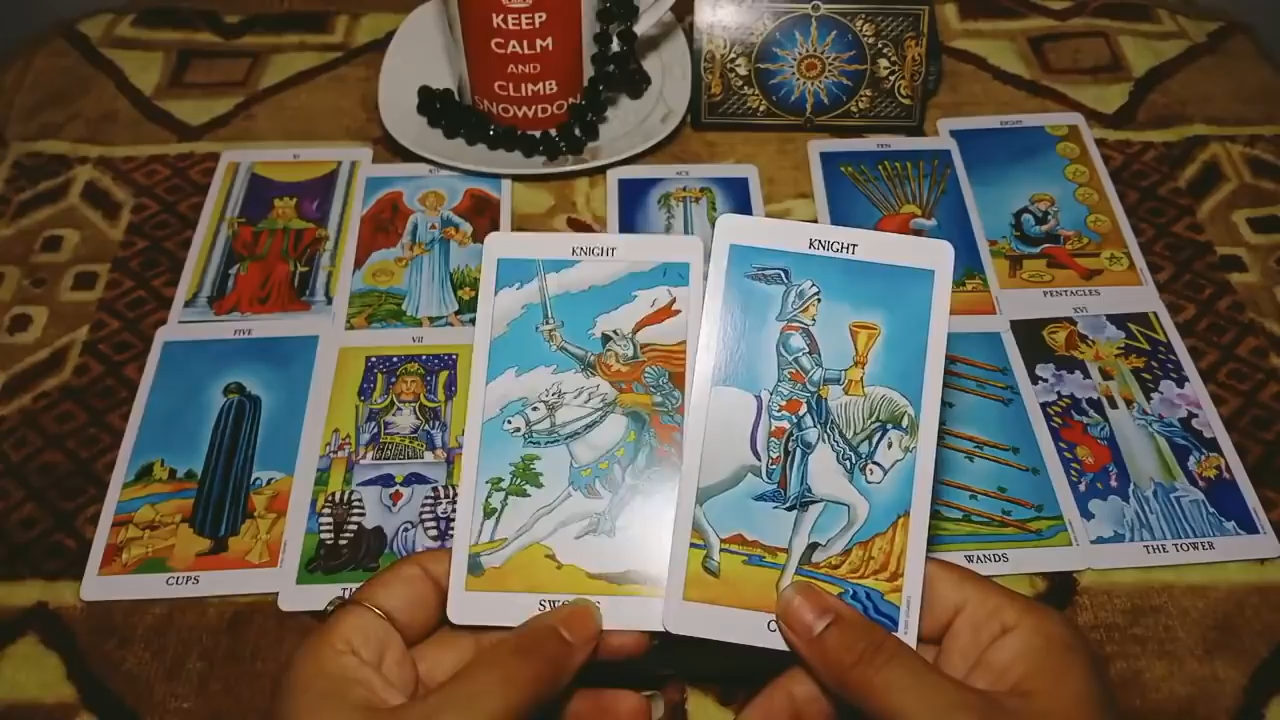 KEEP
CALM
AND
CLIMB
SNOWDON
VI
XIV
ACE
TEN
EIGHT
PENTACLES
KNIGHT
KNIGHT
FIVE
VII
XVI
CUPS
WANDS
THE TOWER